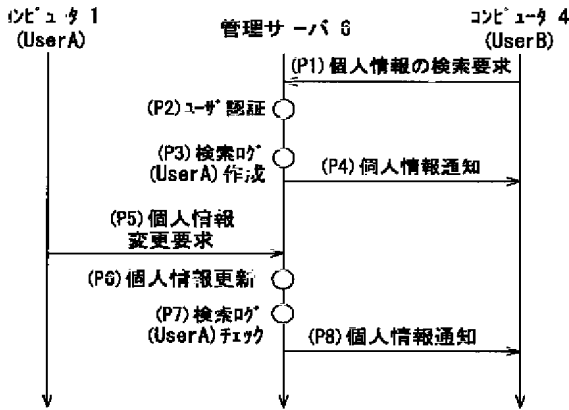 コンピュータ 1
(UserA)
管理サーバ 6
コンピュータ 4
(UserB)
(P1) 個人情報の検索要求
(P2) ユーザ認証
(P3) 検索ログ
(UserA) 作成
(P4) 個人情報通知
(P5) 個人情報
変更要求
(P6) 個人情報更新
(P7) 検索ログ
(UserA) チェック
(P8) 個人情報通知